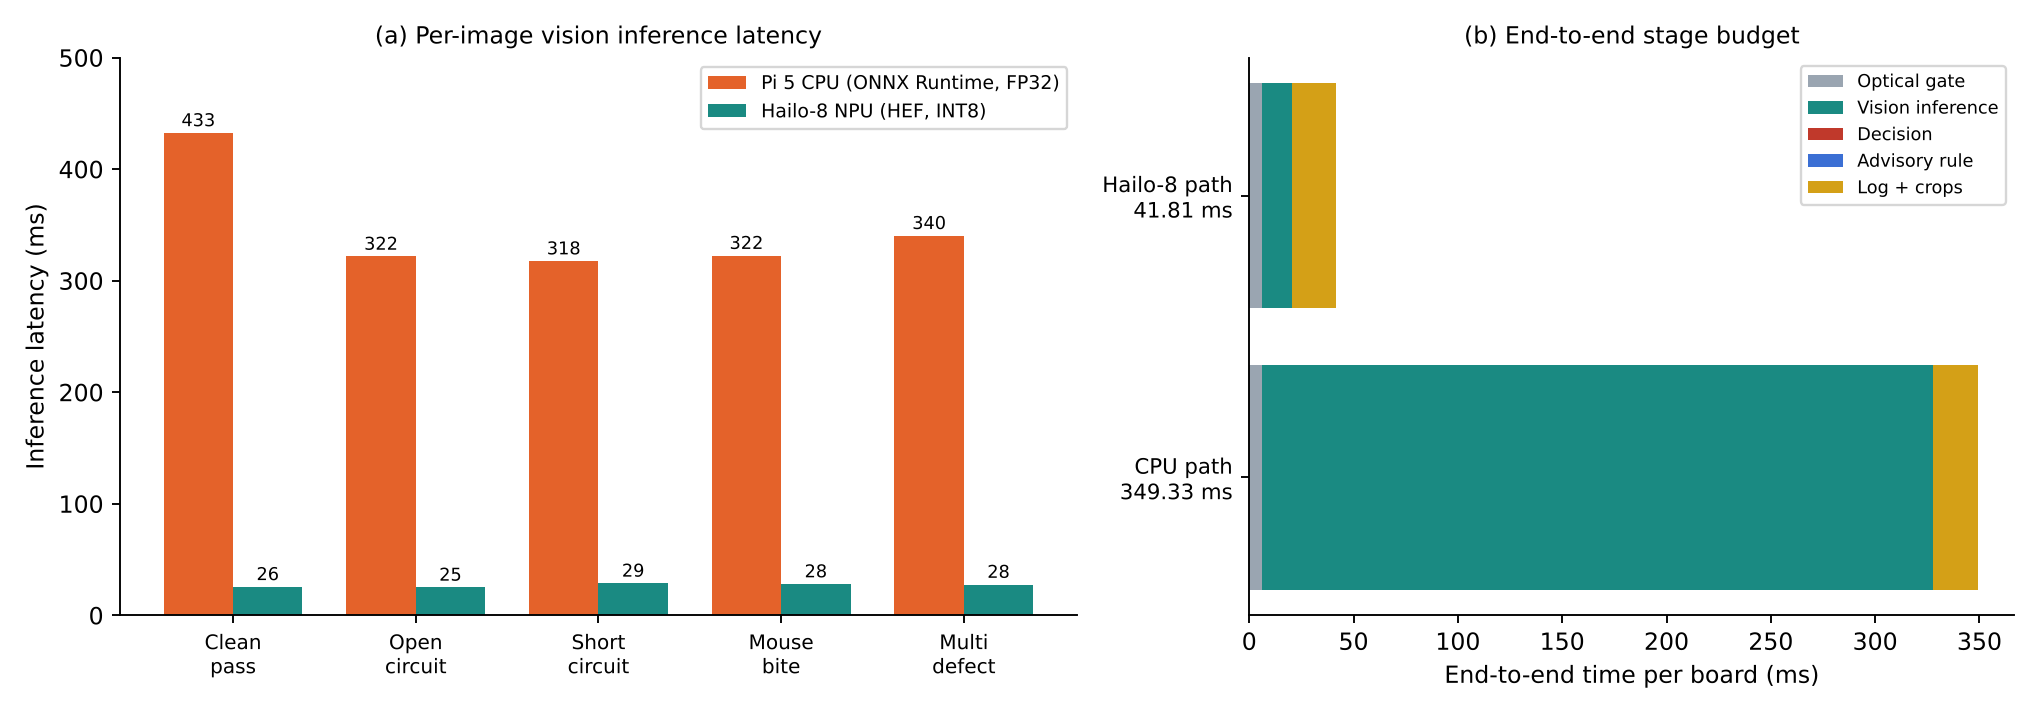 (a) Per-image vision inference latency
Inference latency (ms)
500
400
300
200
100
0
Pi 5 CPU (ONNX Runtime, FP32)
Hailo-8 NPU (HEF, INT8)
433
322
318
322
340
26
25
29
28
28
Clean
pass
Open
circuit
Short
circuit
Mouse
bite
Multi
defect
(b) End-to-end stage budget
Optical gate
Vision inference
Decision
Advisory rule
Log + crops
Hailo-8 path
41.81 ms
CPU path
349.33 ms
0
50
100
150
200
250
300
350
End-to-end time per board (ms)